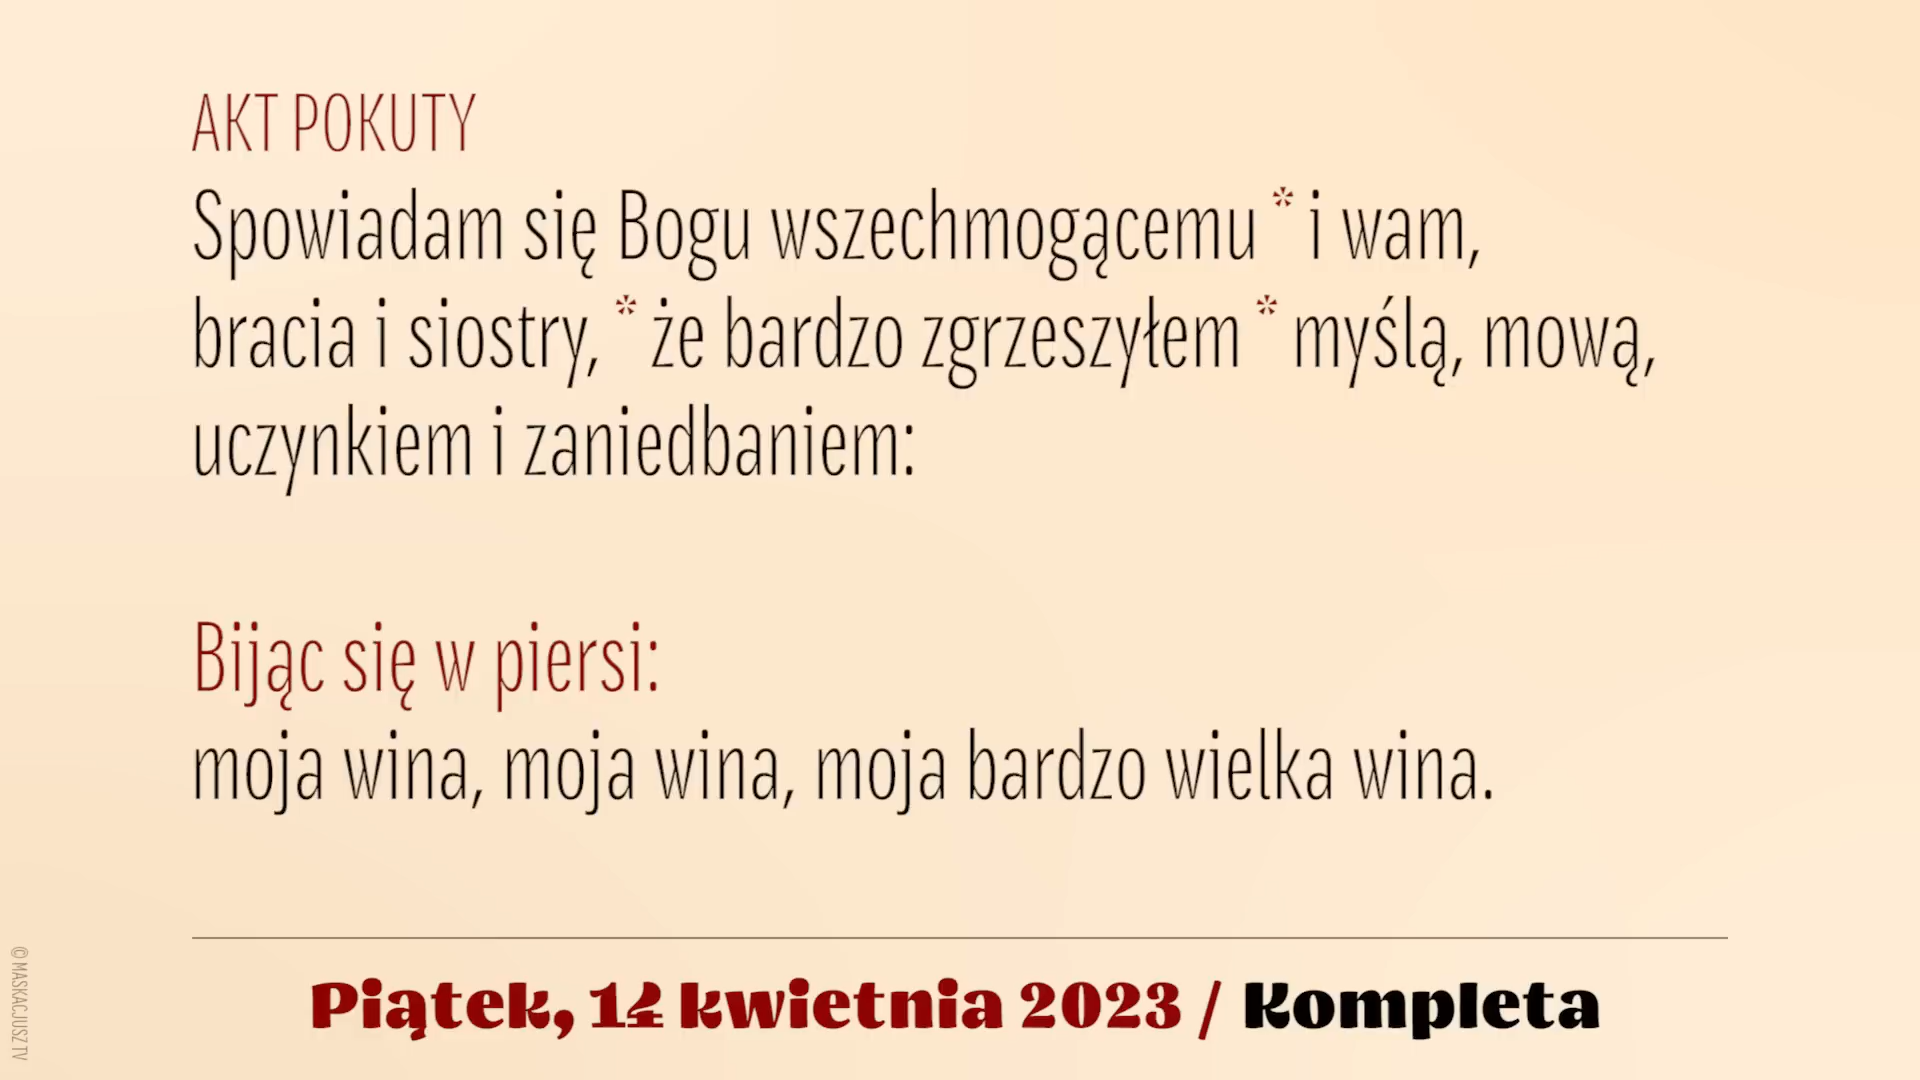 AKT POKUTY
Spowiadam się Bogu wszechmogącemu * i wam,
bracia i siostry, * że bardzo zgrzeszyłem * myślą, mową,
uczynkiem i zaniedbaniem:
Bijąc się w piersi:
moja wina, moja wina, moja bardzo wielka wina.
Piątek, 14 kwietnia 2023 / Kompleta
© MASKACJUSZ TV